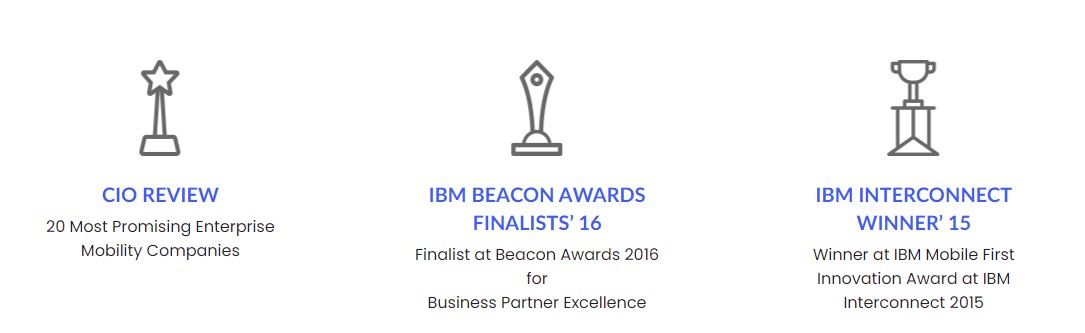 CIO REVIEW
20 Most Promising Enterprise
Mobility Companies
IBM BEACON AWARDS
FINALISTS’ 16
Finalist at Beacon Awards 2016
for
Business Partner Excellence
IBM INTERCONNECT
WINNER’ 15
Winner at IBM Mobile First
Innovation Award at IBM
Interconnect 2015